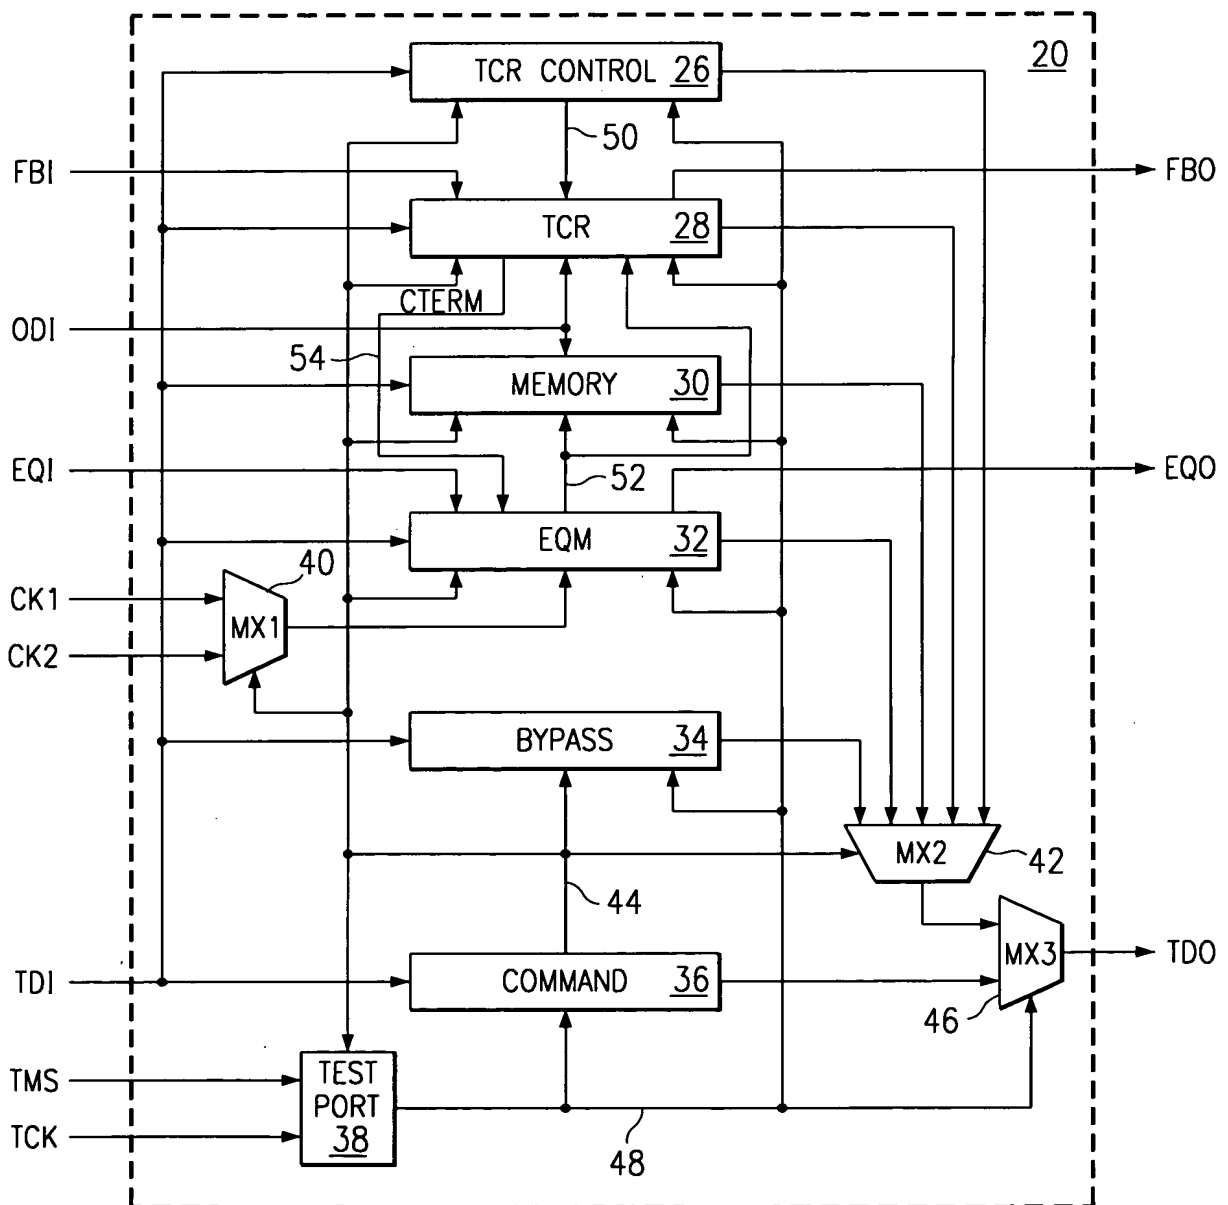 20
TCR CONTROL 26
50
FBI
FBO
TCR 28
CTERM
ODI
54
MEMORY 30
EQI
52
EQO
EQM 32
40
CK1
MX1
CK2
BYPASS 34
MX2
42
44
TDI
COMMAND 36
MX3
TDO
46
TMS
TEST
PORT
38
TCK
48